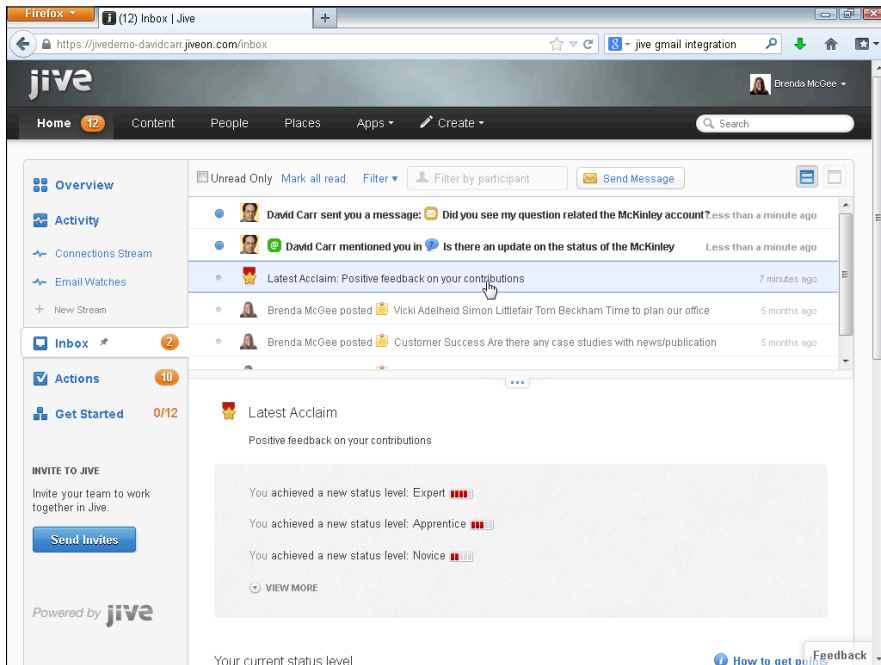 Firefox
(12) Inbox | Jive
https://jivedemo-davidcarr.jiveon.com/inbox
jive gmail integration
jive
Brenda McGee
Home 12 Content People Places Apps Create
Search
Overview
Activity
Connections Stream
Email Watches
New Stream
Inbox 2
Actions 10
Get Started 0/12
INVITE TO JIVE
Invite your team to work
together in Jive.
Send Invites
Powered by jive
Unread Only Mark all read Filter Filter by participant Send Message
David Carr sent you a message: Did you see my question related the McKinley account? Less than a minute ago
David Carr mentioned you in Is there an update on the status of the McKinley Less than a minute ago
Latest Acclaim: Positive feedback on your contributions 7 minutes ago
Brenda McGee posted Vicki Adelheid Simon Littlefair Tom Beckham Time to plan our office 5 months ago
Brenda McGee posted Customer Success Are there any case studies with news/publication 5 months ago
Latest Acclaim
Positive feedback on your contributions
You achieved a new status level: Expert
You achieved a new status level: Apprentice
You achieved a new status level: Novice
VIEW MORE
Your current status level
How to get points
Feedback